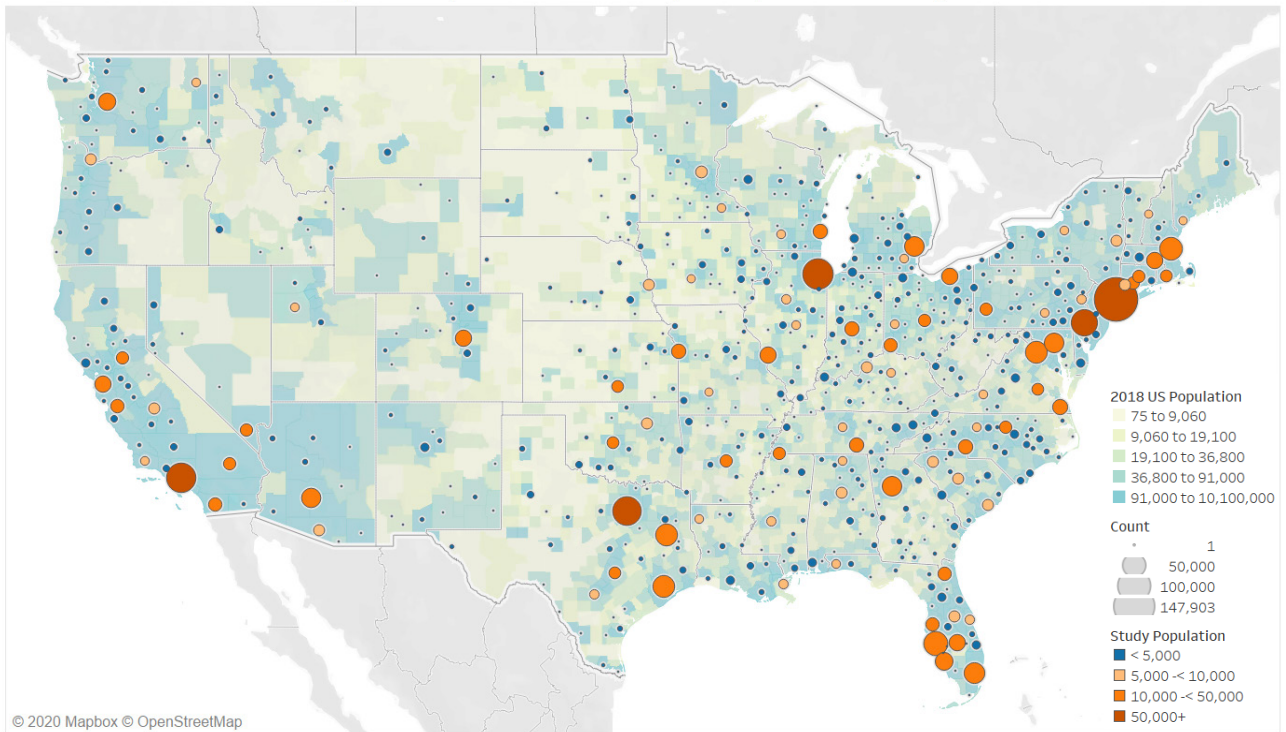 2018 US Population
75 to 9,060
9,060 to 19,100
19,100 to 36,800
36,800 to 91,000
91,000 to 10,100,000
Count
1
50,000
100,000
147,903
Study Population
< 5,000
5,000 -< 10,000
10,000 -< 50,000
50,000+
© 2020 Mapbox © OpenStreetMap